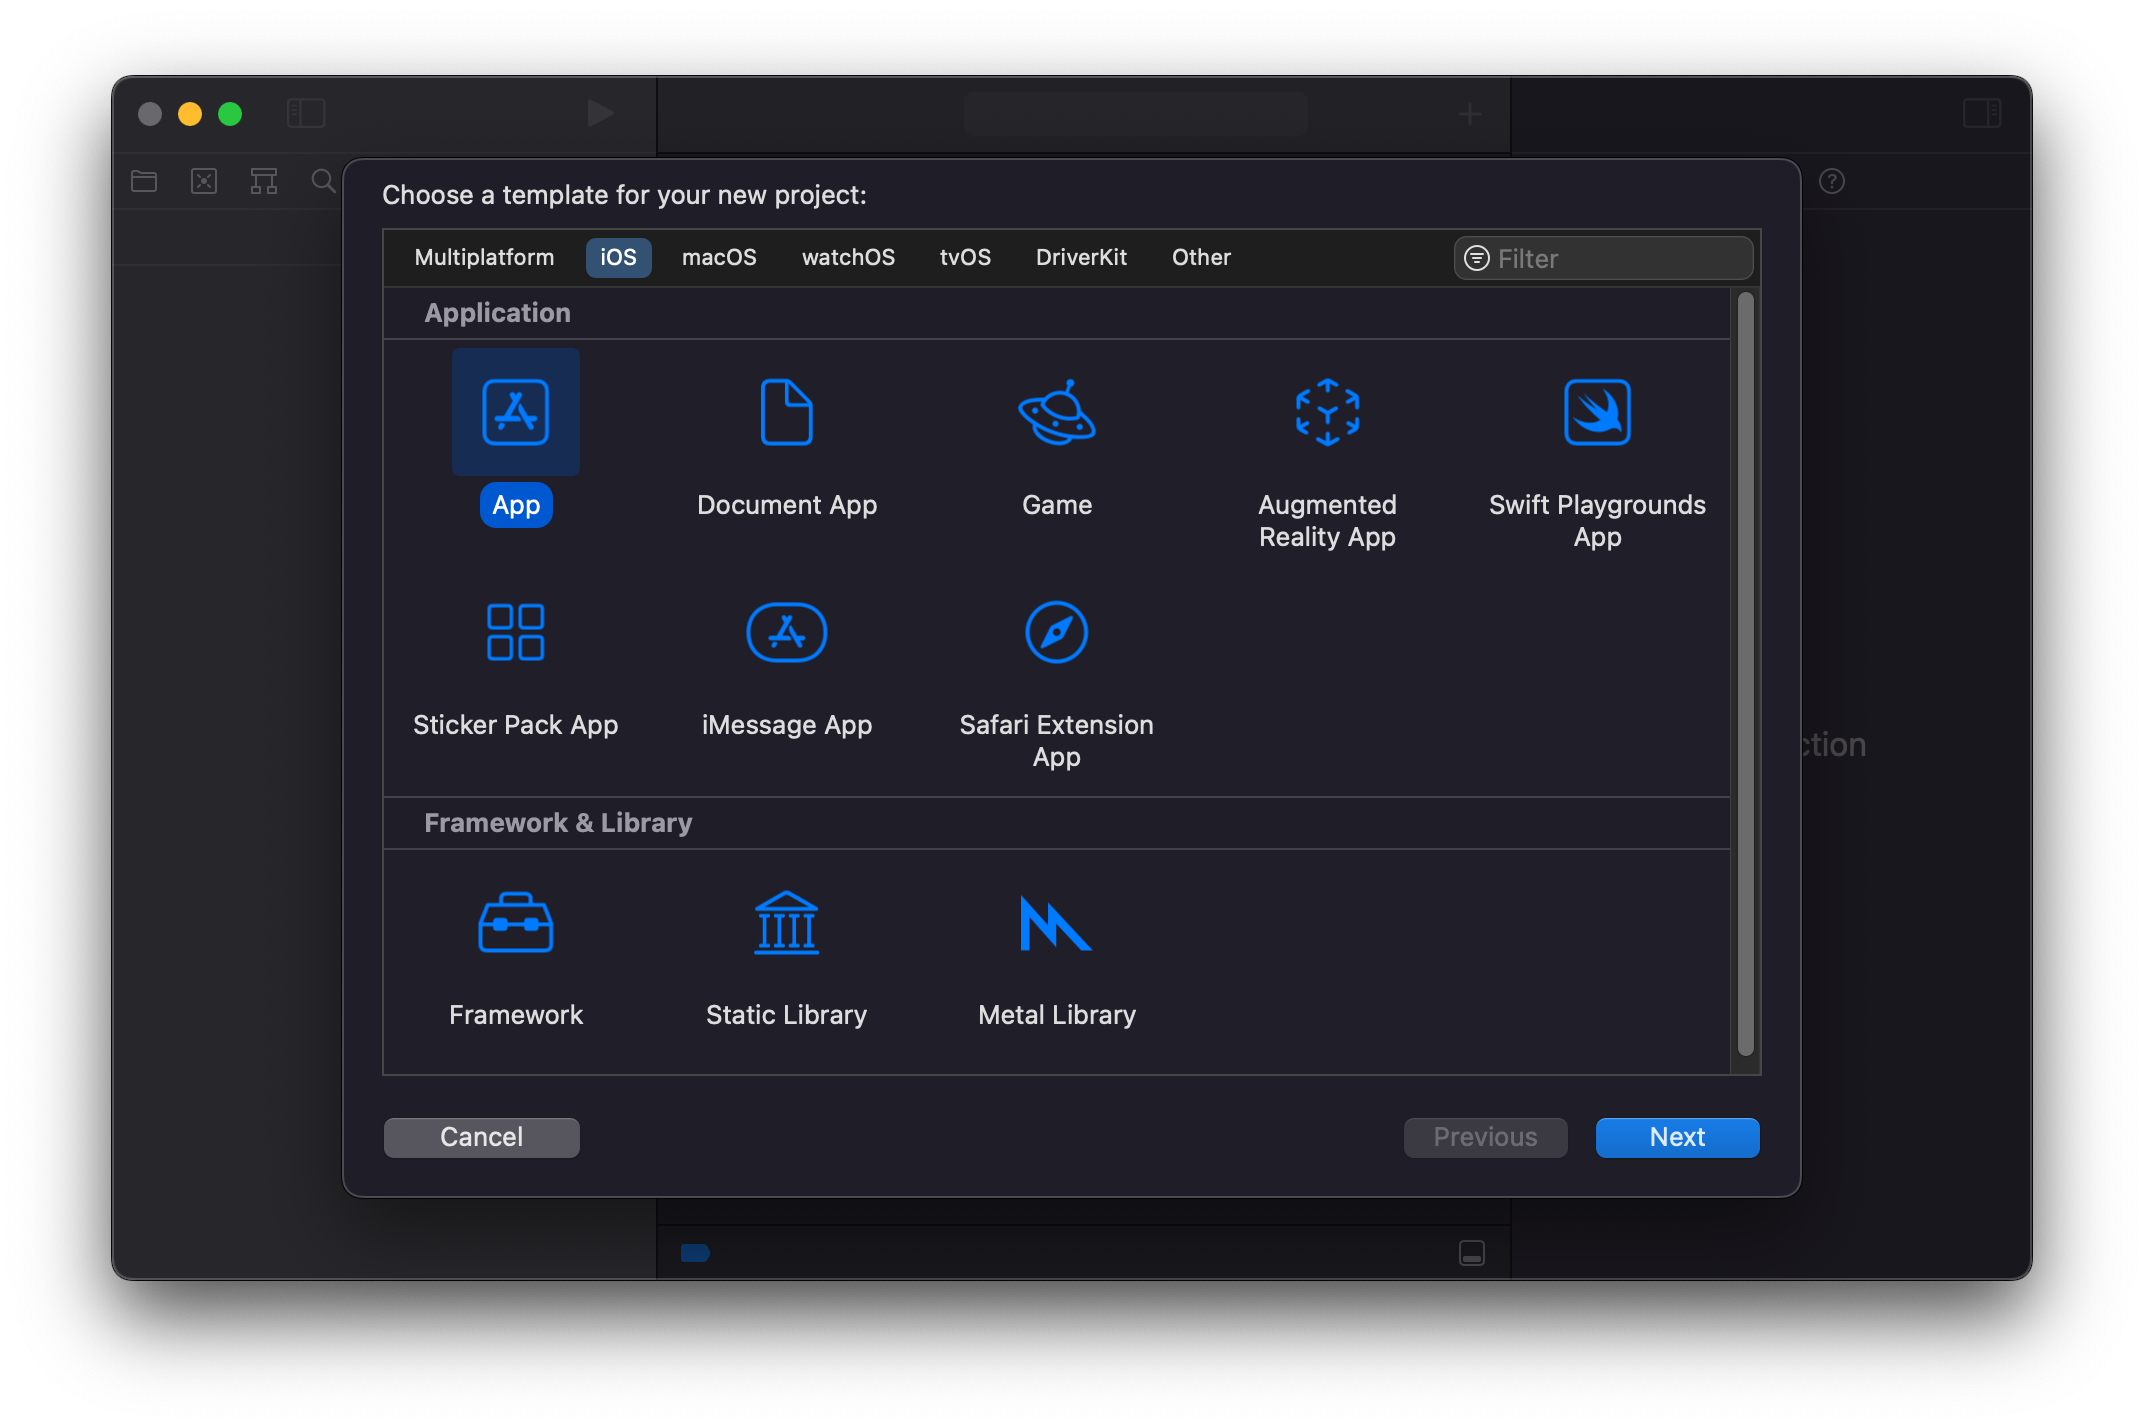 Choose a template for your new project:
Multiplatform iOS macOS watchOS tvOS DriverKit Other Filter
Application
App Document App Game Augmented Reality App Swift Playgrounds App
Sticker Pack App iMessage App Safari Extension App
Framework & Library
Framework Static Library Metal Library
Cancel Previous Next